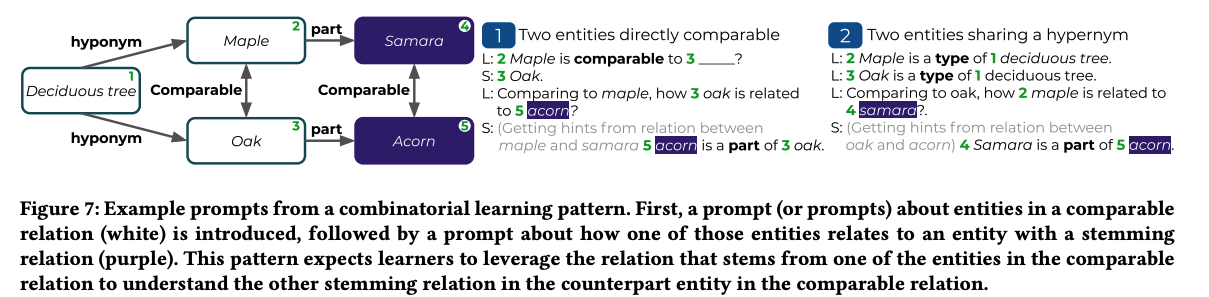 hyponym
Maple 2
part
Samara 4
Deciduous tree 1
Comparable
Comparable
hyponym
Oak 3
part
Acorn 5
1 Two entities directly comparable
L: 2 Maple is comparable to 3 _____?
S: 3 Oak.
L: Comparing to maple, how 3 oak is related
to 5 acorn?
S: (Getting hints from relation between
maple and samara 5 acorn is a part of 3 oak.
2 Two entities sharing a hypernym
L: 2 Maple is a type of 1 deciduous tree.
L: 3 Oak is a type of 1 deciduous tree.
L: Comparing to oak, how 2 maple is related to
4 samara?.
S: (Getting hints from relation between
oak and acorn) 4 Samara is a part of 5 acorn.
Figure 7: Example prompts from a combinatorial learning pattern. First, a prompt (or prompts) about entities in a comparable
relation (white) is introduced, followed by a prompt about how one of those entities relates to an entity with a stemming
relation (purple). This pattern expects learners to leverage the relation that stems from one of the entities in the comparable
relation to understand the other stemming relation in the counterpart entity in the comparable relation.